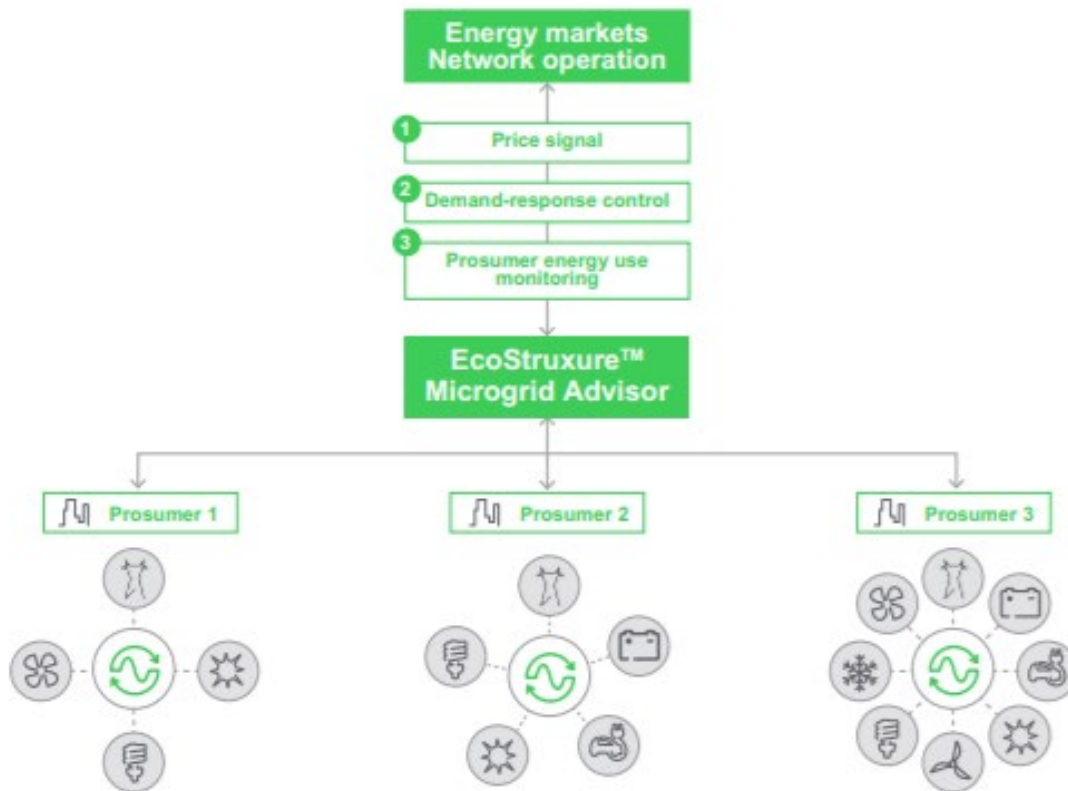 Energy markets
Network operation
1
Price signal
2
Demand-response control
3
Prosumer energy use
monitoring
EcoStruxure™
Microgrid Advisor
Prosumer 1
Prosumer 2
Prosumer 3